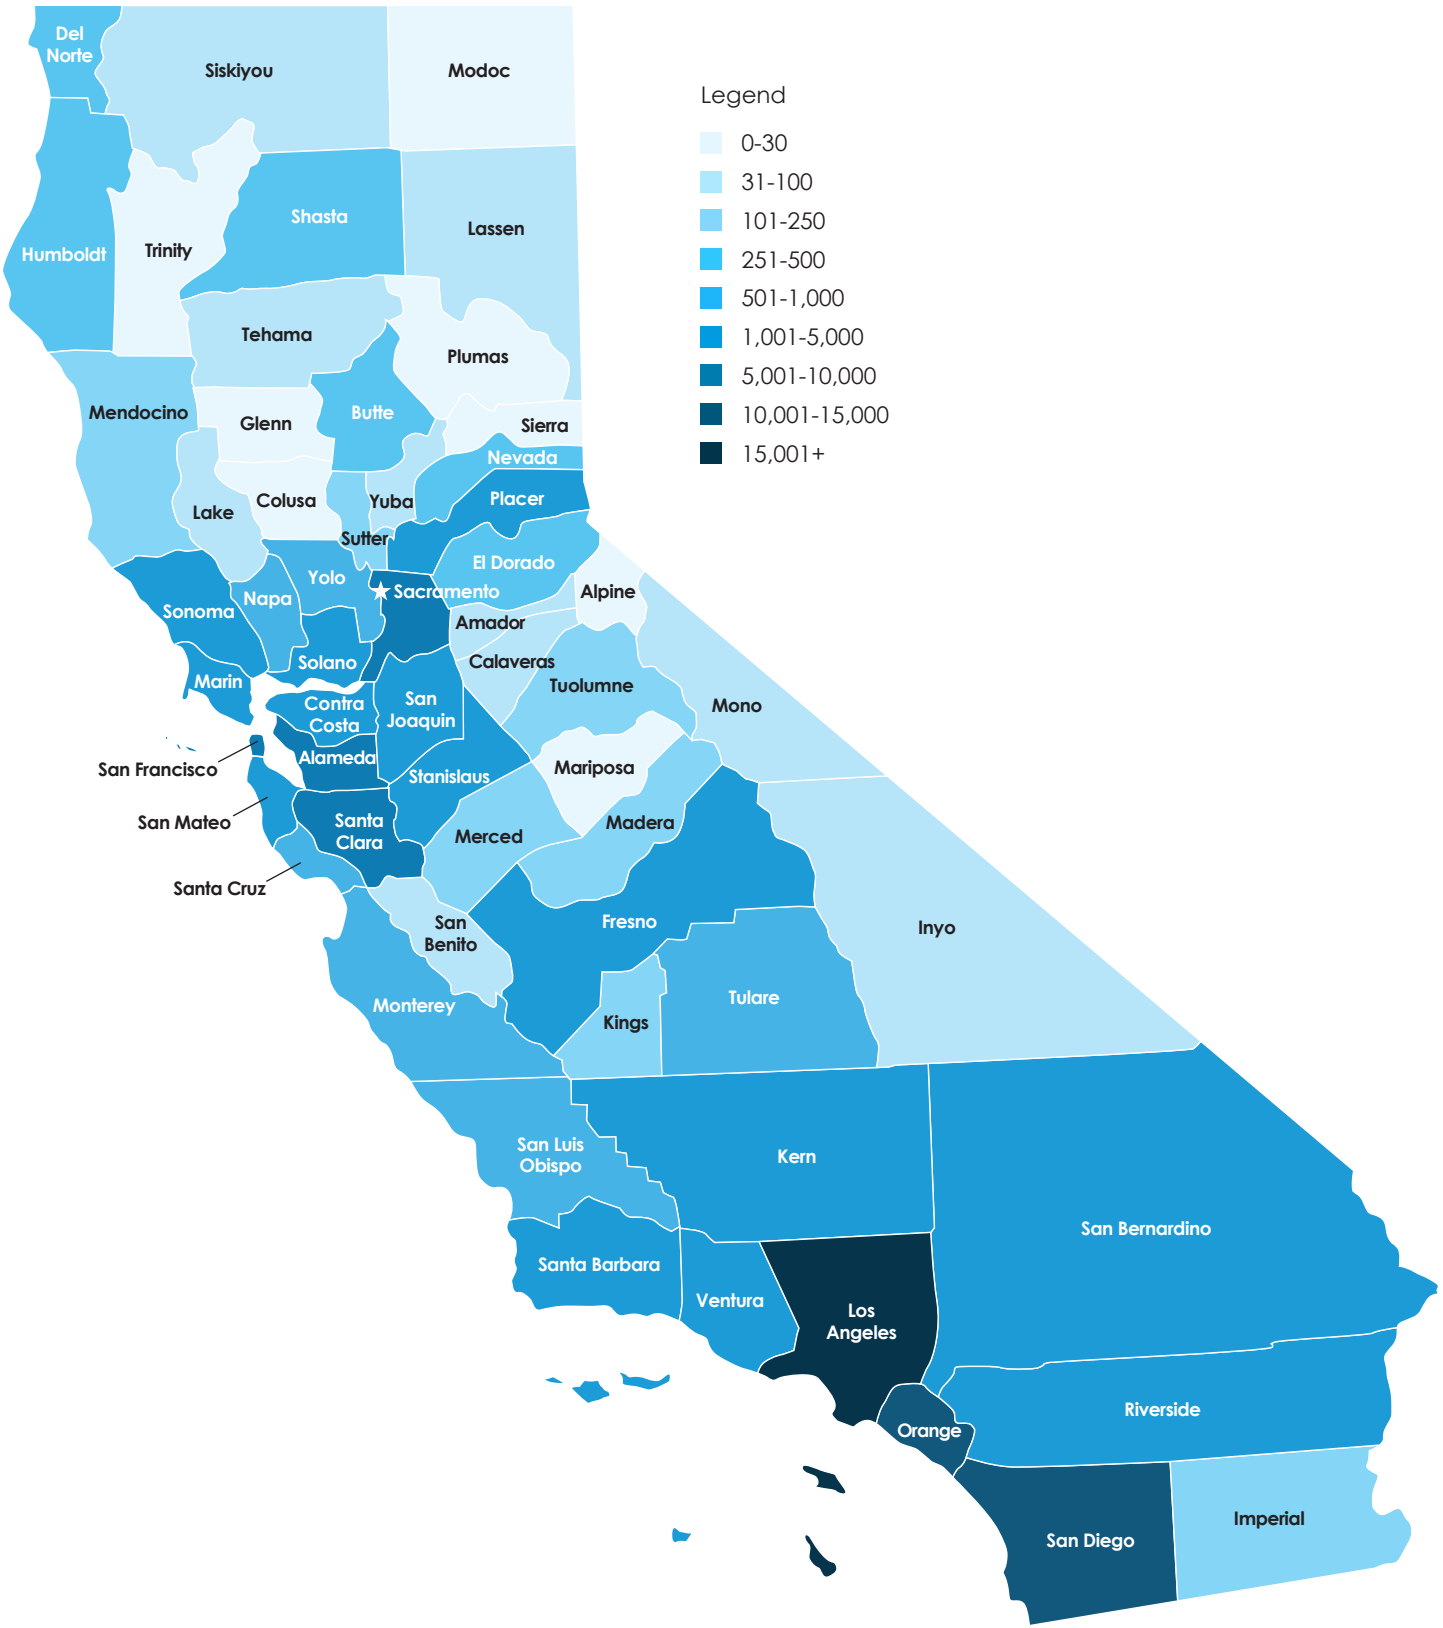 Del
Norte
Siskiyou
Modoc
Legend
0-30
31-100
101-250
251-500
501-1,000
1,001-5,000
5,001-10,000
10,001-15,000
15,001+
Humboldt
Trinity
Shasta
Lassen
Tehama
Plumas
Mendocino
Glenn
Butte
Sierra
Nevada
Lake
Colusa
Yuba
Placer
Sutter
Yolo
El Dorado
Sonoma
Napa
Sacramento
Alpine
Amador
Marin
Solano
Calaveras
Tuolumne
Contra
Costa
San
Joaquin
Mono
San Francisco
Alameda
Stanislaus
Mariposa
San Mateo
Santa
Clara
Merced
Madera
Santa Cruz
San
Benito
Fresno
Inyo
Monterey
Kings
Tulare
San Luis
Obispo
Kern
San Bernardino
Santa Barbara
Ventura
Los
Angeles
Orange
Riverside
San Diego
Imperial